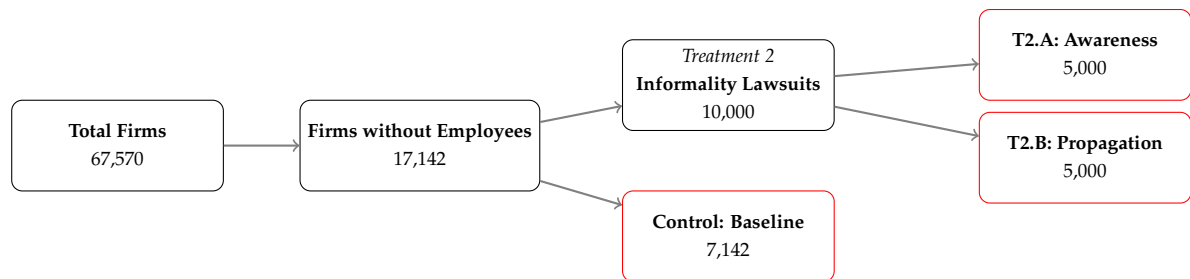 Total Firms
67,570
Firms without Employees
17,142
Treatment 2
Informality Lawsuits
10,000
Control: Baseline
7,142
T2.A: Awareness
5,000
T2.B: Propagation
5,000